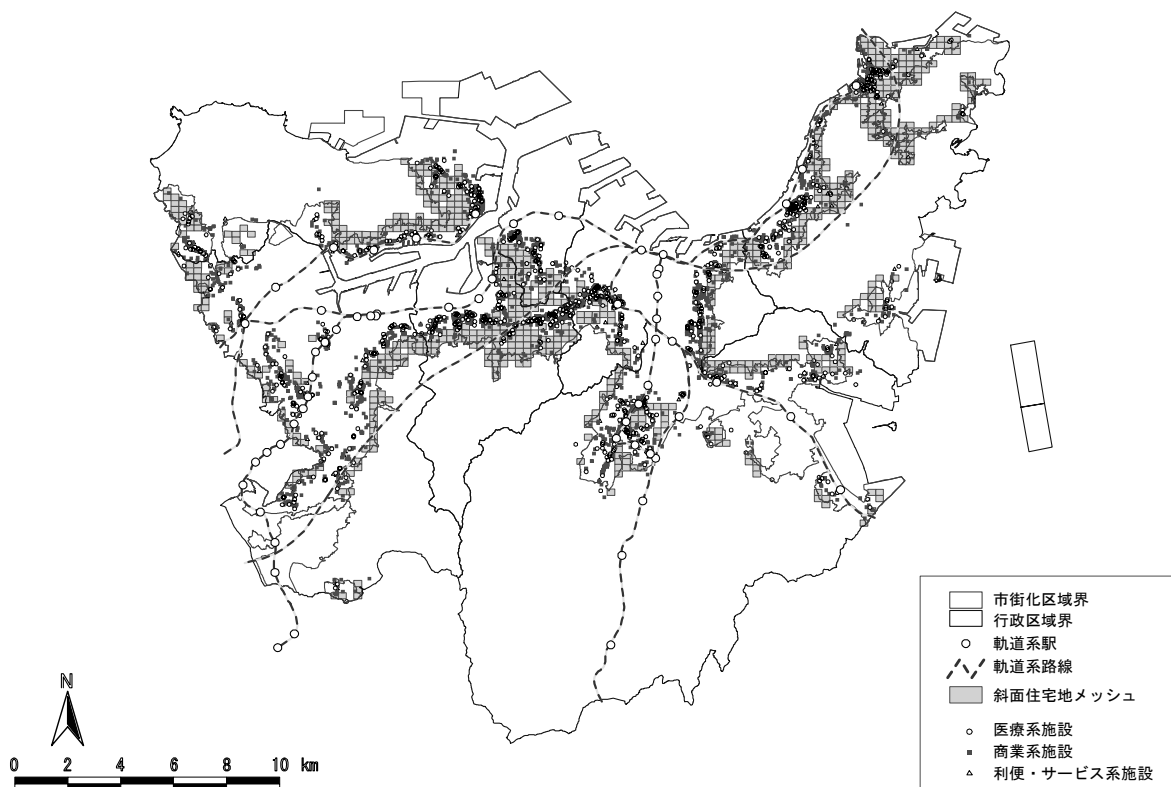 市街化区域界
行政区域界
軌道系駅
軌道系路線
斜面住宅地メッシュ
医療系施設
商業系施設
利便・サービス系施設
N
0 2 4 6 8 10 km